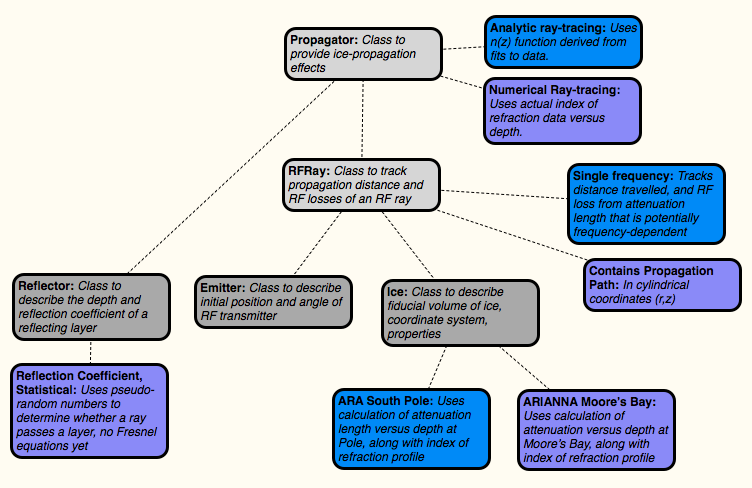 Propagator: Class to
provide ice-propagation
effects
Analytic ray-tracing: Uses
n(z) function derived from
fits to data.
Numerical Ray-tracing:
Uses actual index of
refraction data versus
depth.
RFRay: Class to track
propagation distance and
RF losses of an RF ray
Single frequency: Tracks
distance travelled, and RF
loss from attenuation
length that is potentially
frequency-dependent
Contains Propagation
Path: In cylindrical
coordinates (r,z)
Reflector: Class to
describe the depth and
reflection coefficient of a
reflecting layer
Emitter: Class to describe
initial position and angle of
RF transmitter
Ice: Class to describe
fiducial volume of ice,
coordinate system,
properties
Reflection Coefficient,
Statistical: Uses pseudo-
random numbers to
determine whether a ray
passes a layer, no Fresnel
equations yet
ARA South Pole: Uses
calculation of attenuation
length versus depth at
Pole, along with index of
refraction profile
ARIANNA Moore's Bay:
Uses calculation of
attenuation versus depth at
Moore's Bay, along with
index of refraction profile